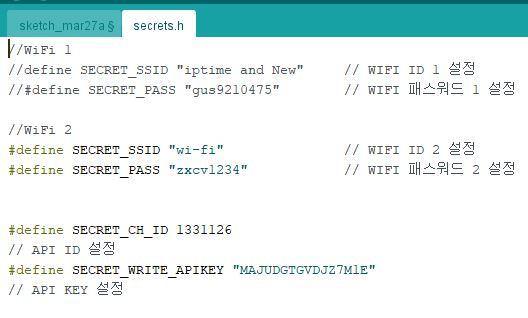 sketch_mar27a §
secrets.h
//WiFi 1
//define SECRET_SSID "iptime and New" // WIFI ID 1 설정
//#define SECRET_PASS "gus9210475" // WIFI 패스워드 1 설정
//WiFi 2
#define SECRET_SSID "wi-fi" // WIFI ID 2 설정
#define SECRET_PASS "zxcv1234" // WIFI 패스워드 2 설정
#define SECRET_CH_ID 1331126
// API ID 설정
#define SECRET_WRITE_APIKEY "MAJUDGTGVDJZ7M1E"
// API KEY 설정